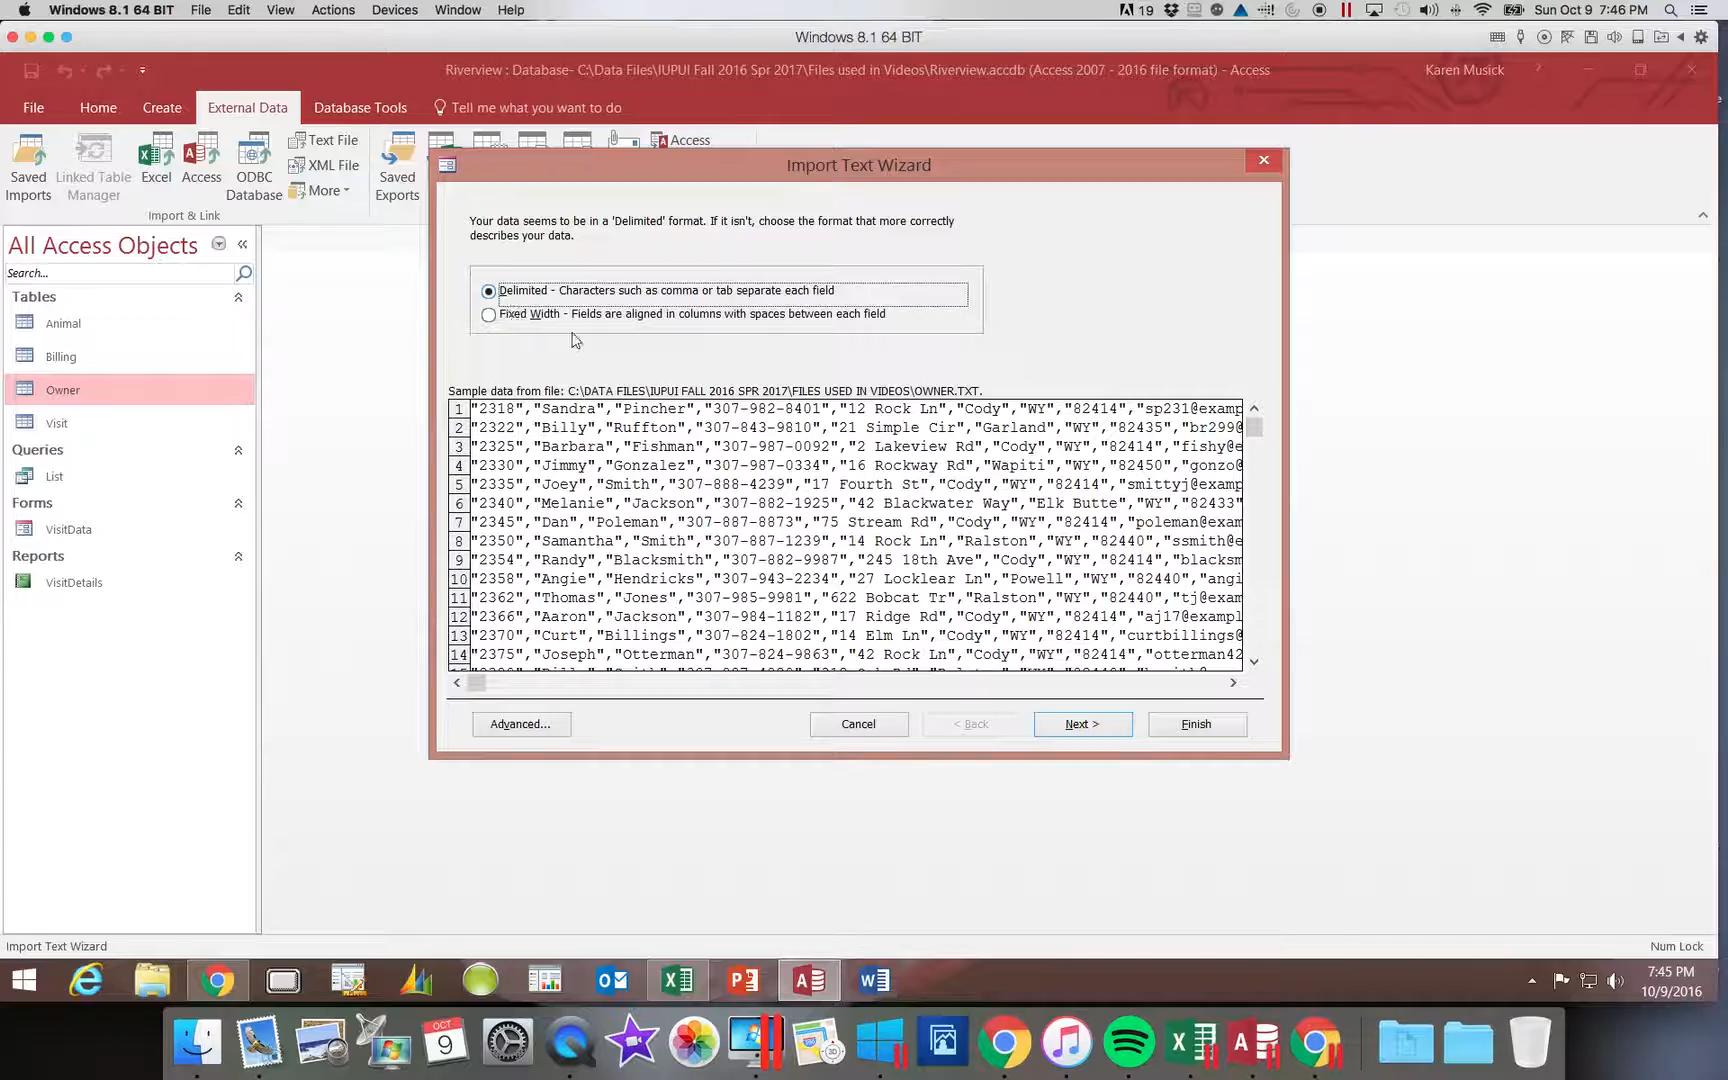 Windows 8.1 64 BIT File Edit View Actions Devices Window Help 19 Sun Oct 9 7:46 PM
Windows 8.1 64 BIT
Riverview : Database- C:\Data Files\IUPUI Fall 2016 Spr 2017\Files used in Videos\Riverview.accdb (Access 2007 - 2016 file format) - Access Karen Musick ?
File Home Create External Data Database Tools Tell me what you want to do
Saved Imports
Linked Table Manager
Excel
Access
ODBC Database
Text File
XML File
More
Saved Exports
Access
Import & Link
All Access Objects
Search...
Tables
Animal
Billing
Owner
Visit
Queries
List
Forms
VisitData
Reports
VisitDetails
Import Text Wizard
Your data seems to be in a 'Delimited' format. If it isn't, choose the format that more correctly
describes your data.
Delimited - Characters such as comma or tab separate each field
Fixed Width - Fields are aligned in columns with spaces between each field
Sample data from file: C:\DATA FILES\IUPUI FALL 2016 SPR 2017\FILES USED IN VIDEOS\OWNER.TXT.
1 "2318","Sandra","Pincher","307-982-8401","12 Rock Ln","Cody","WY","82414","sp231@examp
2 "2322","Billy","Ruffton","307-843-9810","21 Simple Cir","Garland","WY","82435","br299@
3 "2325","Barbara","Fishman","307-987-0092","2 Lakeview Rd","Cody","WY","82414","fishy@e
4 "2330","Jimmy","Gonzalez","307-987-0334","16 Rockway Rd","Wapiti","WY","82450","gonzo@
5 "2335","Joey","Smith","307-888-4239","17 Fourth St","Cody","WY","82414","smittyj@examp
6 "2340","Melanie","Jackson","307-882-1925","42 Blackwater Way","Elk Butte","WY","82433"
7 "2345","Dan","Poleman","307-887-8873","75 Stream Rd","Cody","WY","82414","poleman@exam
8 "2350","Samantha","Smith","307-887-1239","14 Rock Ln","Ralston","WY","82440","ssmith@e
9 "2354","Randy","Blacksmith","307-882-9987","245 18th Ave","Cody","WY","82414","blacksm
10 "2358","Angie","Hendricks","307-943-2234","27 Locklear Ln","Powell","WY","82440","angi
11 "2362","Thomas","Jones","307-985-9981","622 Bobcat Tr","Ralston","WY","82440","tj@exam
12 "2366","Aaron","Jackson","307-984-1182","17 Ridge Rd","Cody","WY","82414","aj17@exampl
13 "2370","Curt","Billings","307-824-1802","14 Elm Ln","Cody","WY","82414","curtbillings@
14 "2375","Joseph","Otterman","307-824-9863","42 Rock Ln","Cody","WY","82414","otterman42
Advanced... Cancel < Back Next > Finish
Import Text Wizard Num Lock
7:45 PM
10/9/2016
OCT
9
3D